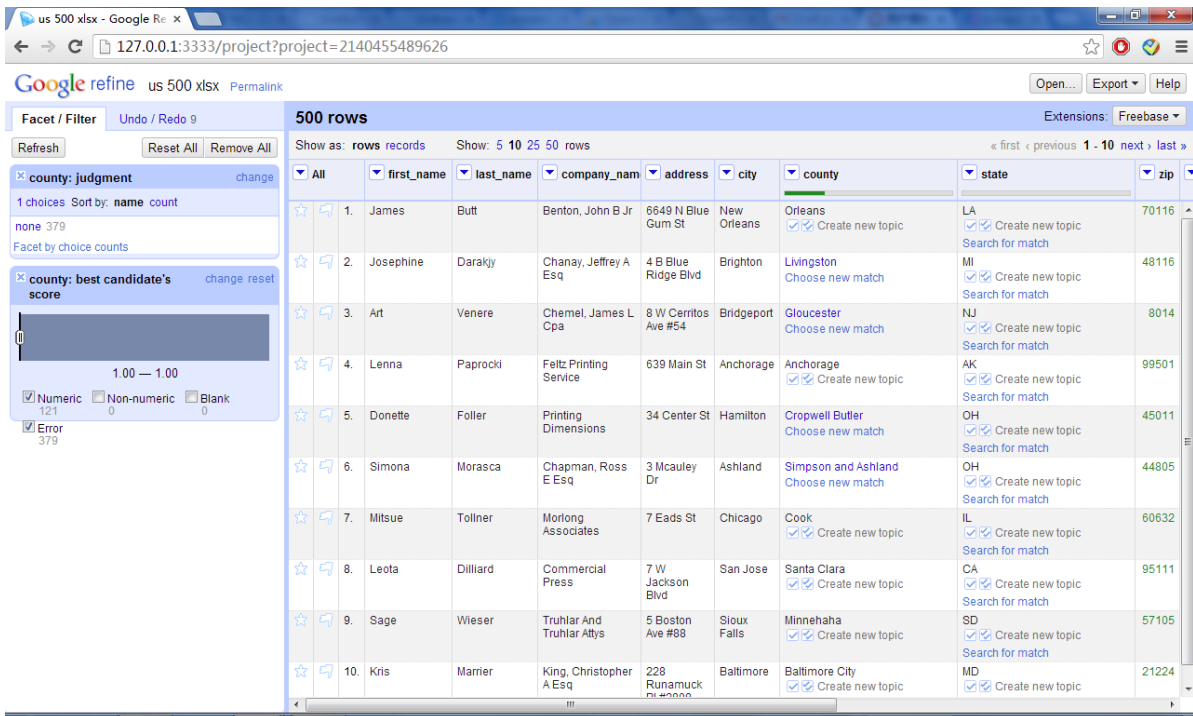 us 500 xlsx - Google Re
127.0.0.1:3333/project?project=2140455489626
Google refine us 500 xlsx Permalink
Open... Export Help
Facet / Filter Undo / Redo 9
Refresh Reset All Remove All
county: judgment change
1 choices Sort by: name count
none 379
Facet by choice counts
county: best candidate's score change reset
1.00 — 1.00
Numeric 121 Non-numeric 0 Blank 0
Error 379
500 rows
Extensions: Freebase
Show as: rows records Show: 5 10 25 50 rows « first ‹ previous 1 - 10 next › last »
All first_name last_name company_nam address city county state zip
1. James Butt Benton, John B Jr 6649 N Blue Gum St New Orleans Orleans LA 70116
Create new topic Create new topic
Search for match
2. Josephine Darakjy Chanay, Jeffrey A Esq 4 B Blue Ridge Blvd Brighton Livingston MI 48116
Choose new match Create new topic
Search for match
3. Art Venere Chemel, James L Cpa 8 W Cerritos Ave #54 Bridgeport Gloucester NJ 8014
Choose new match Create new topic
Search for match
4. Lenna Paprocki Feltz Printing Service 639 Main St Anchorage Anchorage AK 99501
Create new topic Create new topic
Search for match
5. Donette Foller Printing Dimensions 34 Center St Hamilton Cropwell Butler OH 45011
Choose new match Create new topic
Search for match
6. Simona Morasca Chapman, Ross E Esq 3 Mcauley Dr Ashland Simpson and Ashland OH 44805
Choose new match Create new topic
Search for match
7. Mitsue Tollner Morlong Associates 7 Eads St Chicago Cook IL 60632
Create new topic Create new topic
Search for match
8. Leota Dilliard Commercial Press 7 W Jackson Blvd San Jose Santa Clara CA 95111
Create new topic Create new topic
Search for match
9. Sage Wieser Truhlar And Truhlar Attys 5 Boston Ave #88 Sioux Falls Minnehaha SD 57105
Create new topic Create new topic
Search for match
10. Kris Marrier King, Christopher A Esq 228 Runamuck Baltimore Baltimore City MD 21224
Create new topic Create new topic